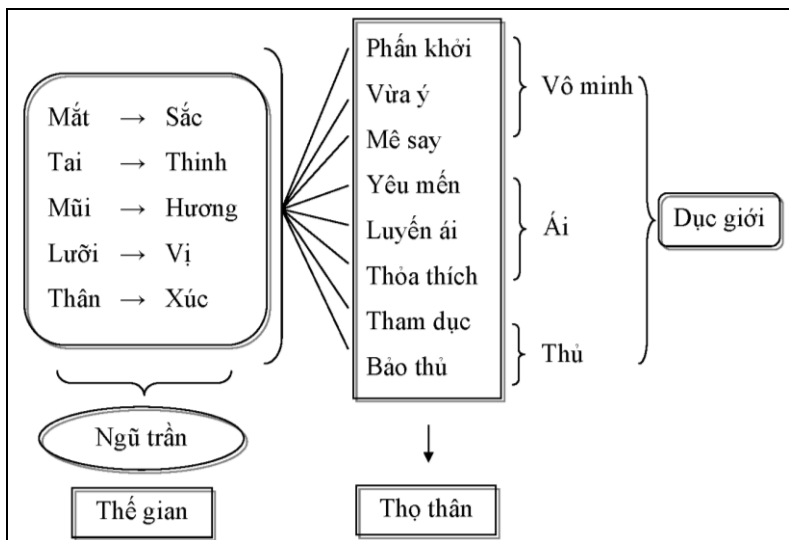 Mắt → Sắc
Tai → Thinh
Mũi → Hương
Lưỡi → Vị
Thân → Xúc
Ngũ trần
Thế gian
Phấn khởi
Vừa ý
Mê say
Yêu mến
Luyến ái
Thỏa thích
Tham dục
Bảo thủ
Thọ thân
Vô minh
Ái
Thủ
Dục giới